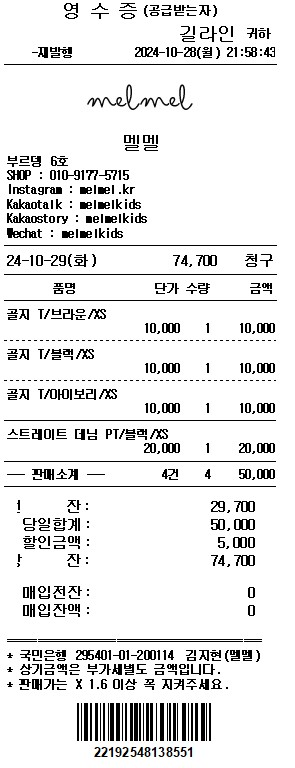 영 수 증 (공급받는자)
길라인 귀하
-재발행 2024-10-28(월) 21:58:43
melmel
멜멜
부르뎅 6호
SHOP : 010-9177-5715
Instagram : melmel.kr
Kakaotalk : melmelkids
Kakaostory : melmelkids
Wechat : melmelkids
24-10-29(화) 74,700 청구
품명 단가 수량 금액
골지 T/브라운/XS
10,000 1 10,000
골지 T/블럭/XS
10,000 1 10,000
골지 T/아이보리/XS
10,000 1 10,000
스트레이트 데님 PT/블럭/XS
20,000 1 20,000
── 판매소계 ── 4건 4 50,000
잔: 29,700
당일합계: 50,000
할인금액: 5,000
잔: 74,700
매입전잔: 0
매입잔액: 0
* 국민은행 295401-01-200114 김지현(멜멜)
* 상기금액은 부가세별도 금액입니다.
* 판매가는 X 1.6 이상 꼭 지켜주세요.
22192548138551